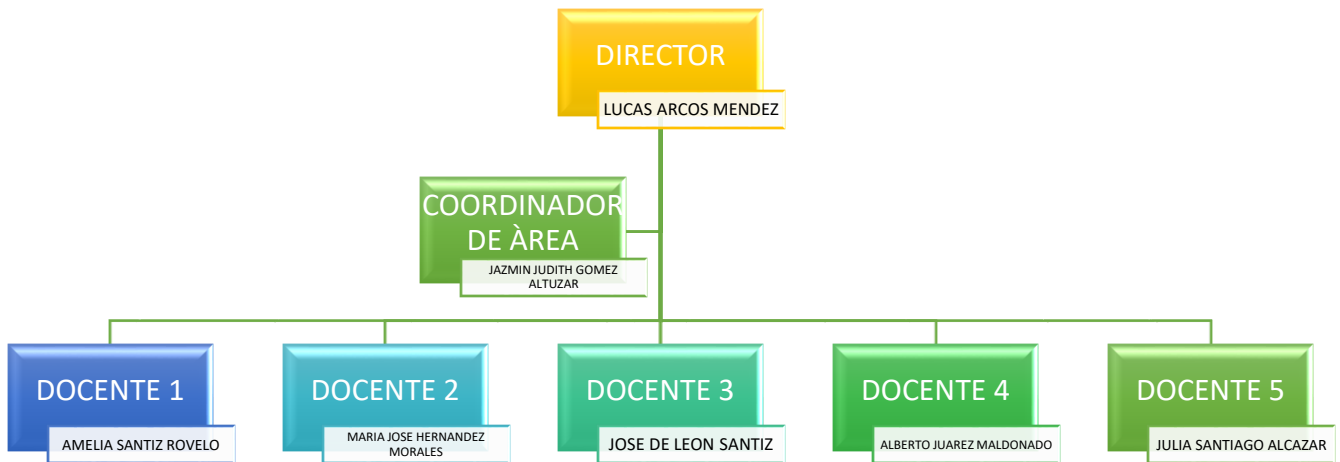 DIRECTOR
LUCAS ARCOS MENDEZ
COORDINADOR
DE ÀREA
JAZMIN JUDITH GOMEZ
ALTUZAR
DOCENTE 1
AMELIA SANTIZ ROVELO
DOCENTE 2
MARIA JOSE HERNANDEZ
MORALES
DOCENTE 3
JOSE DE LEON SANTIZ
DOCENTE 4
ALBERTO JUAREZ MALDONADO
DOCENTE 5
JULIA SANTIAGO ALCAZAR